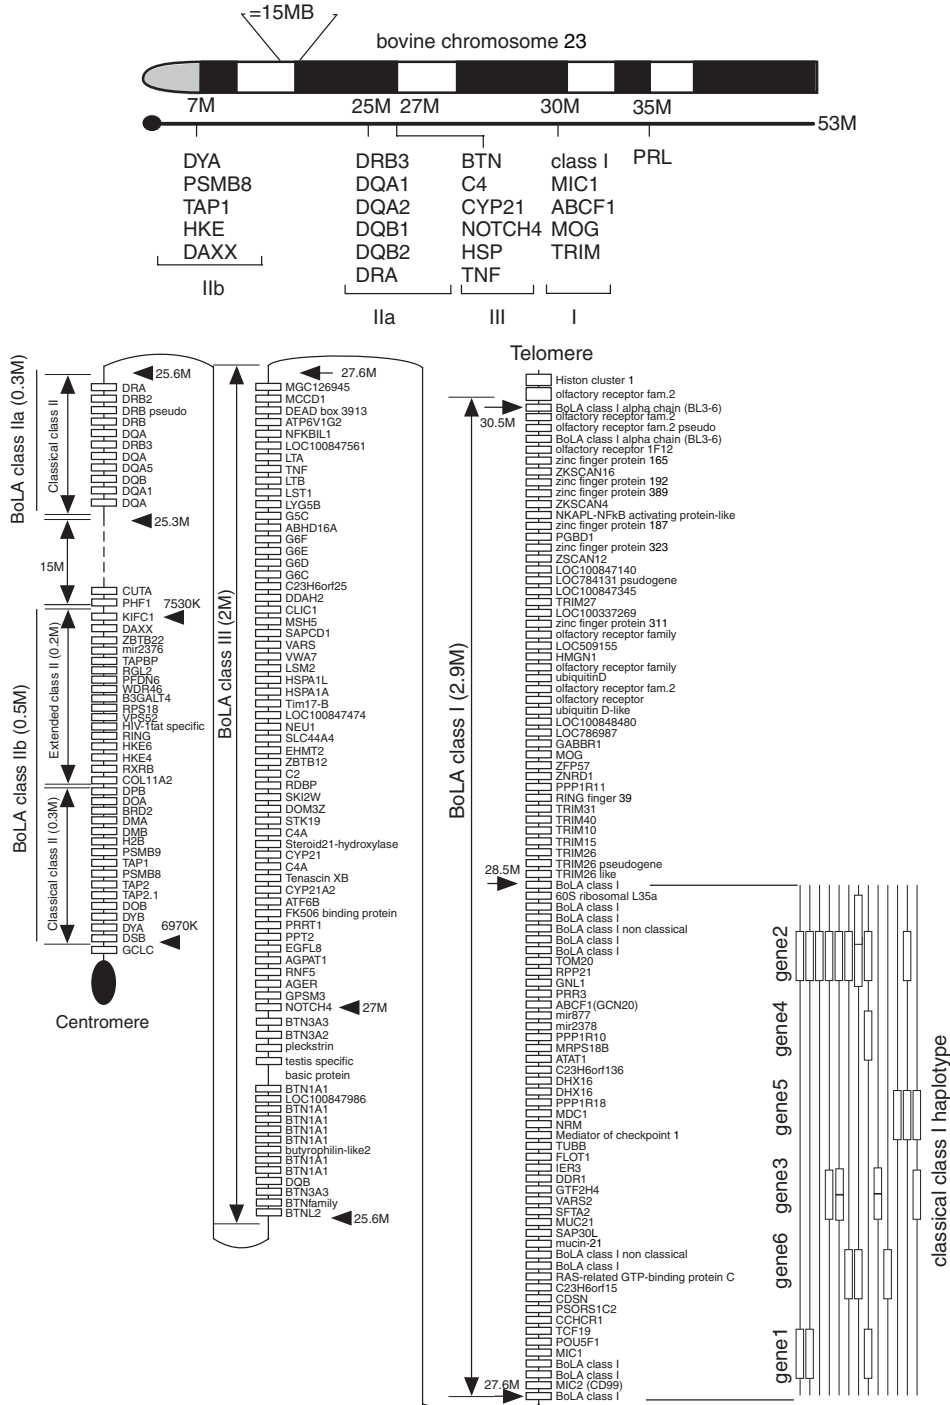 =15MB
bovine chromosome 23
7M
25M
27M
30M
35M
53M
DYA
PSMB8
TAP1
HKE
DAXX
IIb
DRB3
DQA1
DQA2
DQB1
DQB2
DRA
IIa
BTN
C4
CYP21
NOTCH4
HSP
TNF
III
class I
MIC1
ABCF1
MOG
TRIM
I
PRL
BoLA class IIa (0.3M)
Classical class II
25.6M
DRA
DRB2
DRB pseudo
DRB
DQA
DRB3
DQA
DQA5
DQB
DQA1
DQA
25.3M
15M
CUTA
PHF1
7530K
BoLA class IIb (0.5M)
Extended class II (0.2M)
KIFC1
DAXX
ZBTB22
mir2376
TAPBP
RGL2
PFDN6
WDR46
B3GALT4
RPS18
VPS52
HIV-1tat specific
RING
HKE6
HKE4
RXRB
COL11A2
Classical class II (0.3M)
DPB
DOA
BRD2
DMA
DMB
H2B
PSMB9
TAP1
PSMB8
TAP2
TAP2.1
DOB
DYB
DYA
6970K
DSB
GCLC
Centromere
BoLA class III (2M)
27.6M
MGC126945
MCCD1
DEAD box 3913
ATP6V1G2
NFKBIL1
LOC100847561
LTA
TNF
LTB
LST1
LYG5B
G5C
ABHD16A
G6F
G6E
G6D
G6C
C23H6orf25
DDAH2
CLIC1
MSH5
SAPCD1
VARS
VWA7
LSM2
HSPA1L
HSPA1A
Tim17-B
LOC100847474
NEU1
SLC44A4
EHMT2
ZBTB12
C2
RDBP
SKI2W
DOM3Z
STK19
C4A
Steroid21-hydroxylase
CYP21
C4A
Tenascin XB
CYP21A2
ATF6B
FK506 binding protein
PRRT1
PPT2
EGFL8
AGPAT1
RNF5
AGER
GPSM3
NOTCH4
27M
BTN3A3
BTN3A2
pleckstrin
testis specific
basic protein
BTN1A1
LOC100847986
BTN1A1
BTN1A1
BTN1A1
BTN1A1
butyrophilin-like2
BTN1A1
BTN1A1
DQB
BTN3A3
BTNfamily
BTNL2
25.6M
Telomere
BoLA class I (2.9M)
Histon cluster 1
olfactory receptor fam.2
BoLA class I alpha chain (BL3-6)
30.5M
olfactory receptor fam.2
olfactory receptor fam.2 pseudo
BoLA class I alpha chain (BL3-6)
olfactory receptor 1F12
zinc finger protein 165
ZKSCAN16
zinc finger protein 192
zinc finger protein 389
ZKSCAN4
NKAPL-NFkB activating protein-like
zinc finger protein 187
PGBD1
zinc finger protein 323
ZSCAN12
LOC100847140
LOC784131 psudogene
LOC100847345
TRIM27
LOC100337269
zinc finger protein 311
olfactory receptor family
LOC509155
HMGN1
olfactory receptor family
ubiquitinD
olfactory receptor fam.2
olfactory receptor
ubiquitin D-like
LOC100848480
LOC786987
GABBR1
MOG
ZFP57
ZNRD1
PPP1R11
RING finger 39
TRIM31
TRIM40
TRIM10
TRIM15
TRIM26
TRIM26 pseudogene
TRIM26 like
28.5M
BoLA class I
60S ribosomal L35a
BoLA class I
BoLA class I
BoLA class I non classical
BoLA class I
BoLA class I
TOM20
RPP21
GNL1
PRR3
ABCF1(GCN20)
mir877
mir2378
PPP1R10
MRPS18B
ATAT1
C23H6orf136
DHX16
DHX16
PPP1R18
MDC1
NRM
Mediator of checkpoint 1
TUBB
FLOT1
IER3
DDR1
GTF2H4
VARS2
SFTA2
MUC21
SAP30L
mucin-21
BoLA class I non classical
BoLA class I
RAS-related GTP-binding protein C
C23H6orf15
CDSN
PSORS1C2
CCHCR1
TCF19
POU5F1
MIC1
BoLA class I
BoLA class I
27.6M
MIC2 (CD99)
BoLA class I
gene2
gene4
gene5
gene3
gene6
gene1
classical class I haplotype